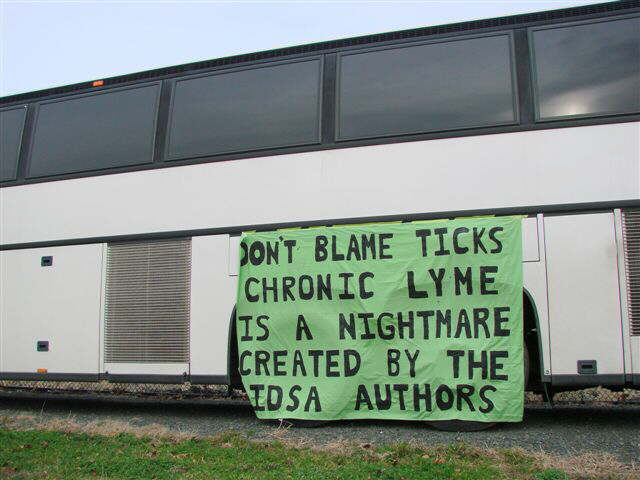 DON'T BLAME TICKS
CHRONIC LYME
IS A NIGHTMARE
CREATED BY THE
IDSA AUTHORS